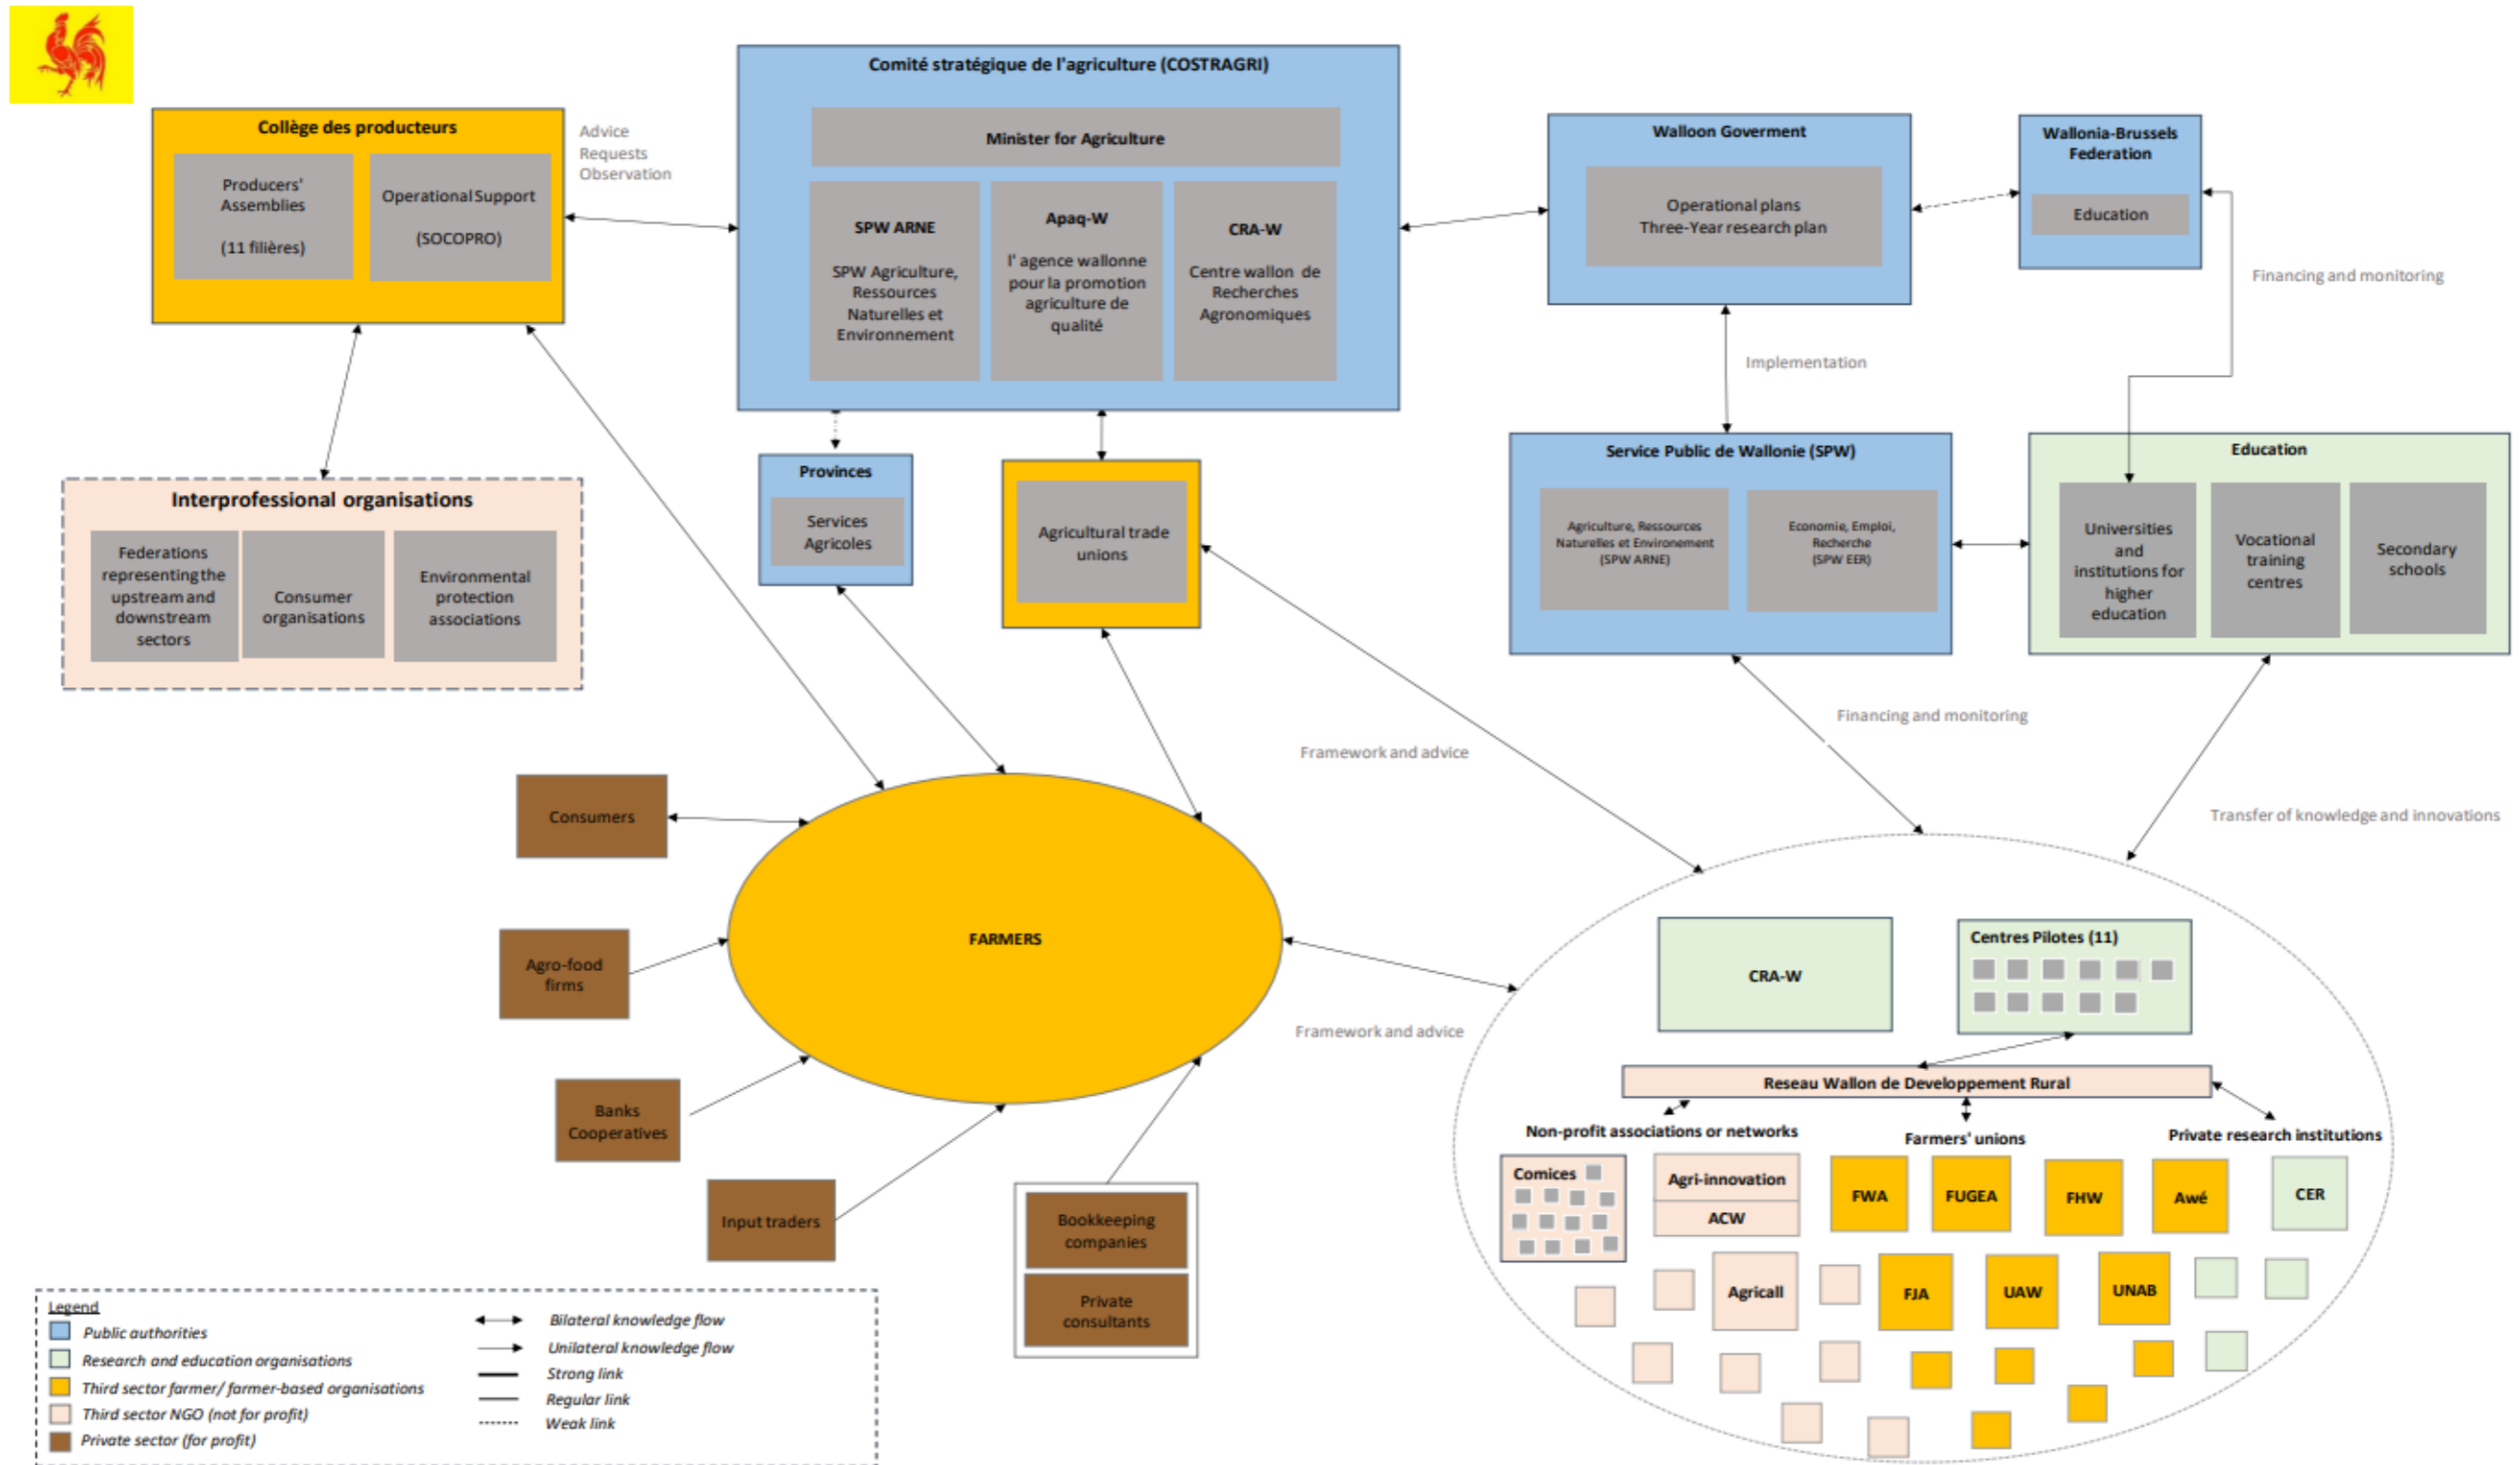 Comité stratégique de l'agriculture (COSTRAGRI)
Minister for Agriculture
SPW ARNE
SPW Agriculture,
Ressources
Naturelles et
Environnement
Apaq-W
l' agence wallonne
pour la promotion
agriculture de
qualité
CRA-W
Centre wallon de
Recherches
Agronomiques
Collège des producteurs
Producers'
Assemblies
(11 filières)
Operational Support
(SOCOPRO)
Advice
Requests
Observation
Walloon Goverment
Operational plans
Three-Year research plan
Wallonia-Brussels
Federation
Education
Financing and monitoring
Implementation
Interprofessional organisations
Federations
representing the
upstream and
downstream
sectors
Consumer
organisations
Environmental
protection
associations
Provinces
Services
Agricoles
Agricultural trade
unions
Service Public de Wallonie (SPW)
Agriculture, Ressources
Naturelles et Environement
(SPW ARNE)
Economie, Emploi,
Recherche
(SPW EER)
Education
Universities
and
institutions for
higher
education
Vocational
training
centres
Secondary
schools
Financing and monitoring
Framework and advice
Transfer of knowledge and innovations
Consumers
Agro-food
firms
Banks
Cooperatives
Input traders
Bookkeeping
companies
Private
consultants
FARMERS
Framework and advice
CRA-W
Centres Pilotes (11)
Reseau Wallon de Developpement Rural
Non-profit associations or networks
Farmers' unions
Private research institutions
Comices
Agri-innovation
ACW
FWA
FUGEA
FHW
Awé
CER
Agricall
FJA
UAW
UNAB
Legend
Public authorities
Research and education organisations
Third sector farmer/ farmer-based organisations
Third sector NGO (not for profit)
Private sector (for profit)
Bilateral knowledge flow
Unilateral knowledge flow
Strong link
Regular link
Weak link